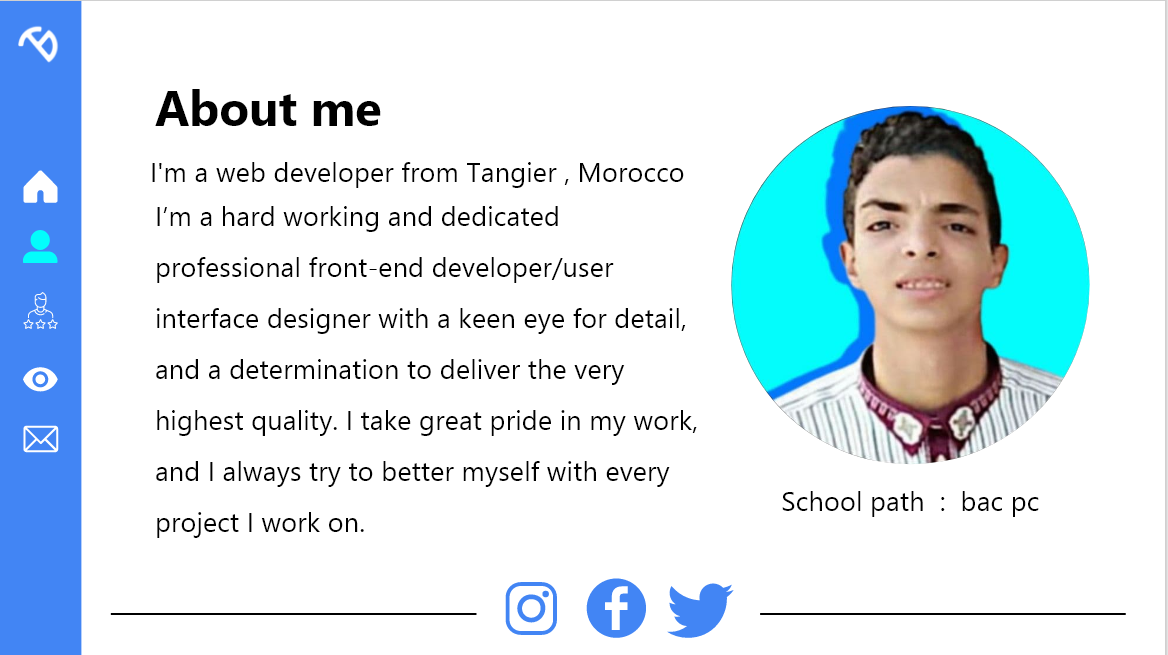 About me
I'm a web developer from Tangier , Morocco
I’m a hard working and dedicated
professional front-end developer/user
interface designer with a keen eye for detail,
and a determination to deliver the very
highest quality. I take great pride in my work,
and I always try to better myself with every
project I work on.
School path  :  bac pc